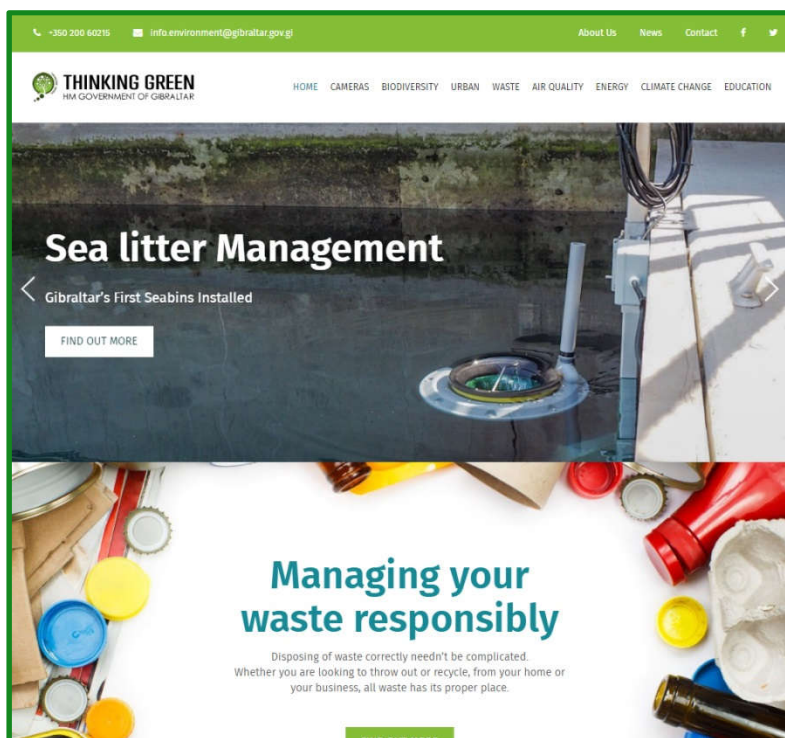 +350 200 60215 info.environment@gibraltar.gov.gi About Us News Contact
THINKING GREEN
HM GOVERNMENT OF GIBRALTAR
HOME CAMERAS BIODIVERSITY URBAN WASTE AIR QUALITY ENERGY CLIMATE CHANGE EDUCATION
Sea litter Management
Gibraltar's First Seabins Installed
FIND OUT MORE
Managing your
waste responsibly
Disposing of waste correctly needn't be complicated.
Whether you are looking to throw out or recycle, from your home or
your business, all waste has its proper place.